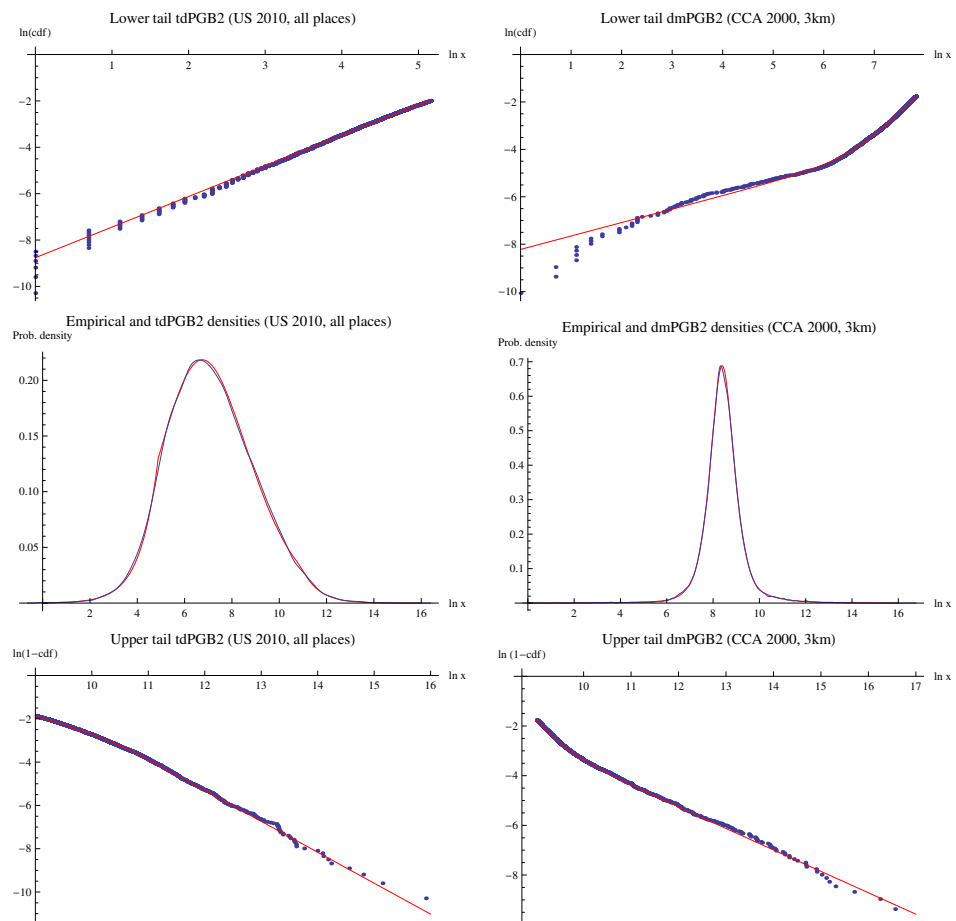 Lower tail tdPGB2 (US 2010, all places)
ln(cdf)
ln x
1 2 3 4 5
−2
−4
−6
−8
−10
Lower tail dmPGB2 (CCA 2000, 3km)
ln(cdf)
ln x
1 2 3 4 5 6 7
−2
−4
−6
−8
−10
Empirical and tdPGB2 densities (US 2010, all places)
Prob. density
0.20
0.15
0.10
0.05
2 4 6 8 10 12 14 16
ln x
Empirical and dmPGB2 densities (CCA 2000, 3km)
Prob. density
0.7
0.6
0.5
0.4
0.3
0.2
0.1
2 4 6 8 10 12 14 16
ln x
Upper tail tdPGB2 (US 2010, all places)
ln(1−cdf)
10 11 12 13 14 15 16
ln x
−2
−4
−6
−8
−10
Upper tail dmPGB2 (CCA 2000, 3km)
ln (1−cdf)
10 11 12 13 14 15 16 17
ln x
−2
−4
−6
−8